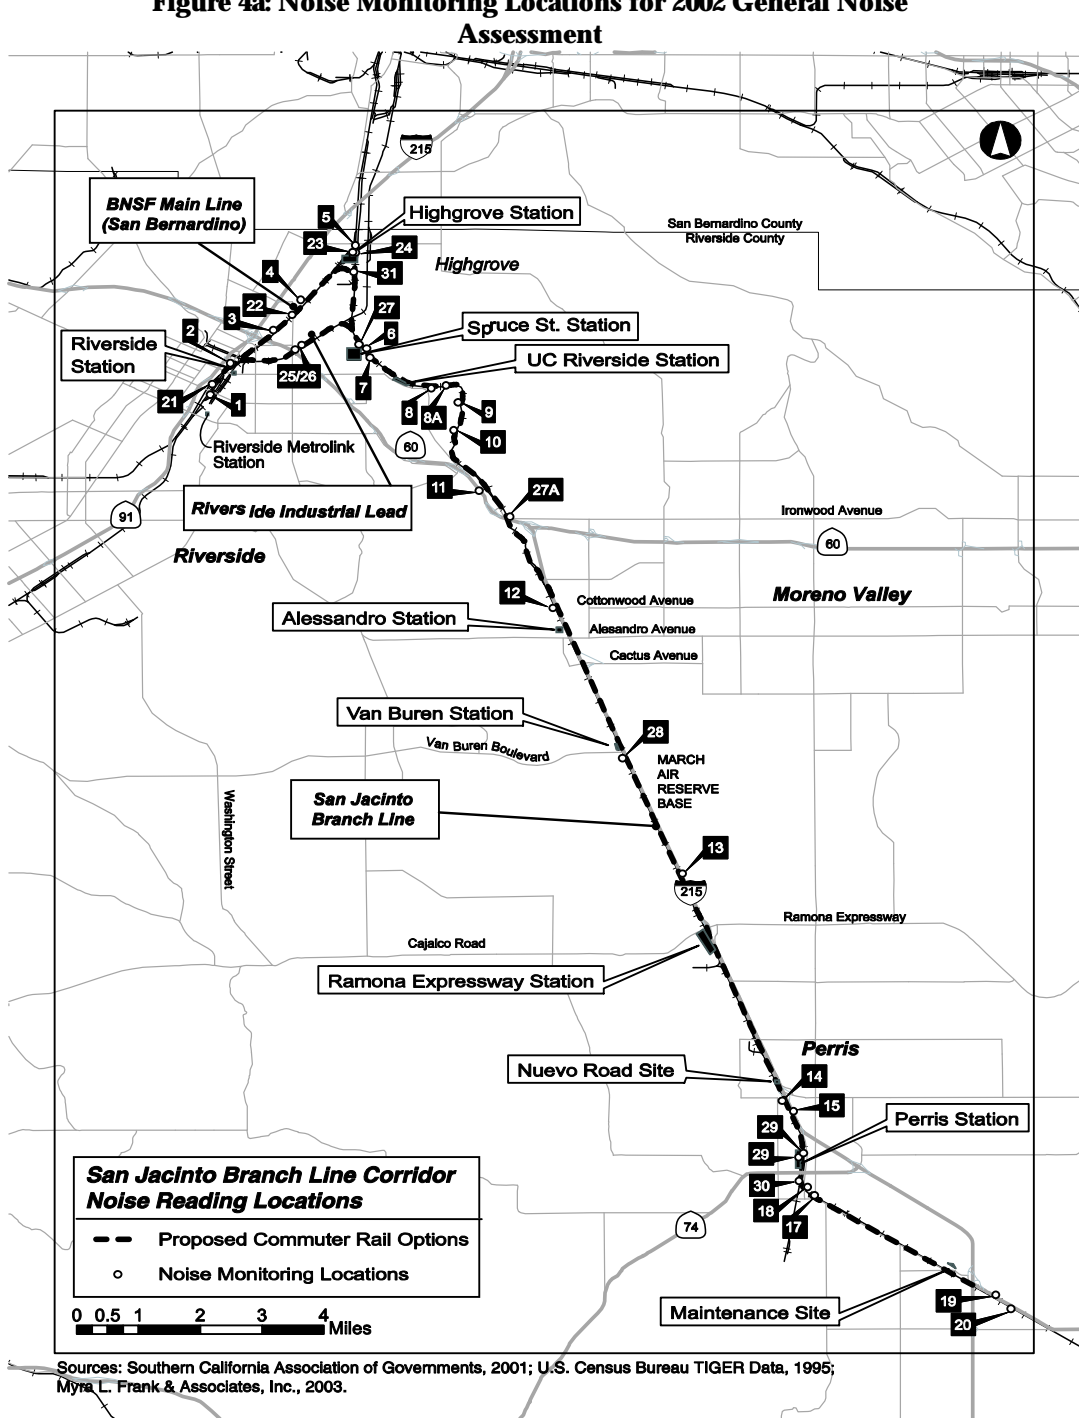 Figure 4a: Noise Monitoring Locations for 2002 General Noise
Assessment
215
BNSF Main Line
(San Bernardino)
5
Highgrove Station
San Bernardino County
Riverside County
23
24
Highgrove
4
31
22
27
2
3
6
Spruce St. Station
Riverside
Station
UC Riverside Station
25/26
7
21
1
8
8A
9
10
60
Riverside Metrolink
Station
11
27A
Rivers ide Industrial Lead
91
Ironwood Avenue
60
Riverside
12
Cottonwood Avenue
Moreno Valley
Alessandro Station
Alesandro Avenue
Cactus Avenue
Van Buren Station
28
Van Buren Boulevard
MARCH
AIR
RESERVE
BASE
San Jacinto
Branch Line
Washington Street
13
215
Ramona Expressway
Cajalco Road
Ramona Expressway Station
Perris
Nuevo Road Site
14
15
Perris Station
29
29
30
18
17
74
San Jacinto Branch Line Corridor
Noise Reading Locations
Proposed Commuter Rail Options
Noise Monitoring Locations
0 0.5 1 2 3 4
Miles
Maintenance Site
19
20
Sources: Southern California Association of Governments, 2001; U.S. Census Bureau TIGER Data, 1995;
Myra L. Frank & Associates, Inc., 2003.